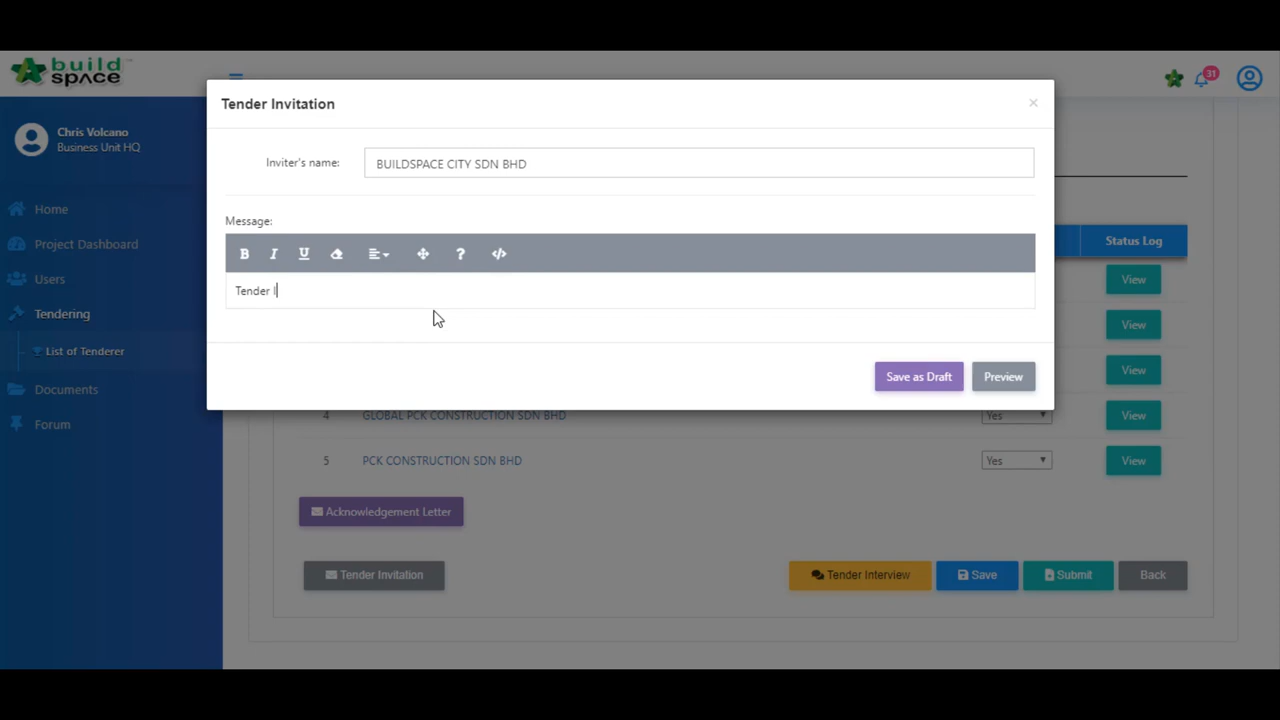 build
space
31
Chris Volcano
Business Unit HQ
Home
Project Dashboard
Users
Tendering
List of Tenderer
Documents
Forum
Tender Invitation
×
Inviter's name: BUILDSPACE CITY SDN BHD
Message:
B I U ? </>
Tender I
Save as Draft Preview
Status Log
View
View
View
4 GLOBAL PCK CONSTRUCTION SDN BHD Yes View
5 PCK CONSTRUCTION SDN BHD Yes View
Acknowledgement Letter
Tender Invitation Tender Interview Save Submit Back